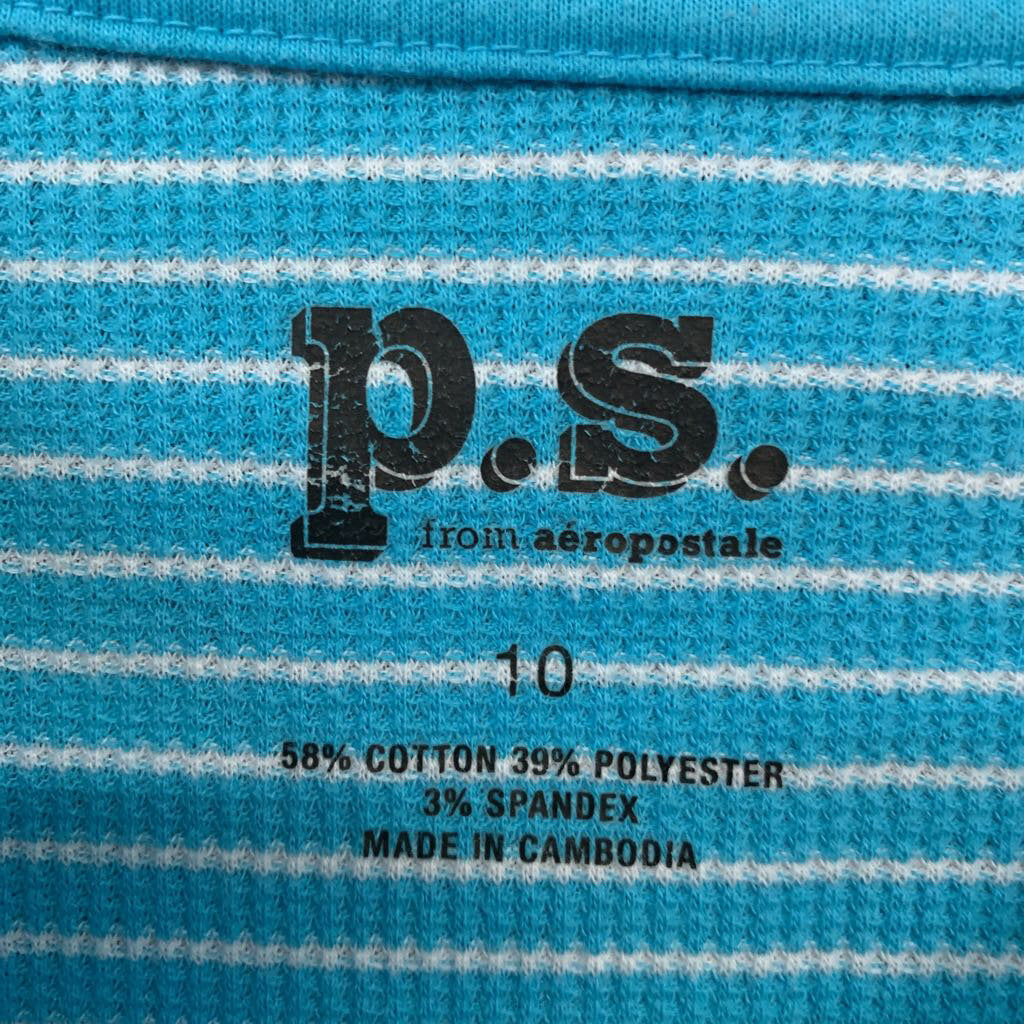 p.s.
from aéropostale
10
58% COTTON 39% POLYESTER
3% SPANDEX
MADE IN CAMBODIA